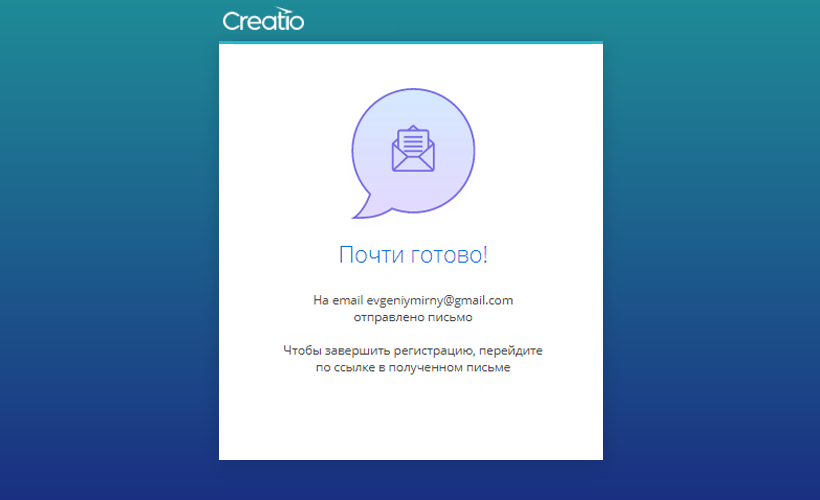 Creatio
Почти готово!
На email evgeniymirny@gmail.com
отправлено письмо
Чтобы завершить регистрацию, перейдите
по ссылке в полученном письме